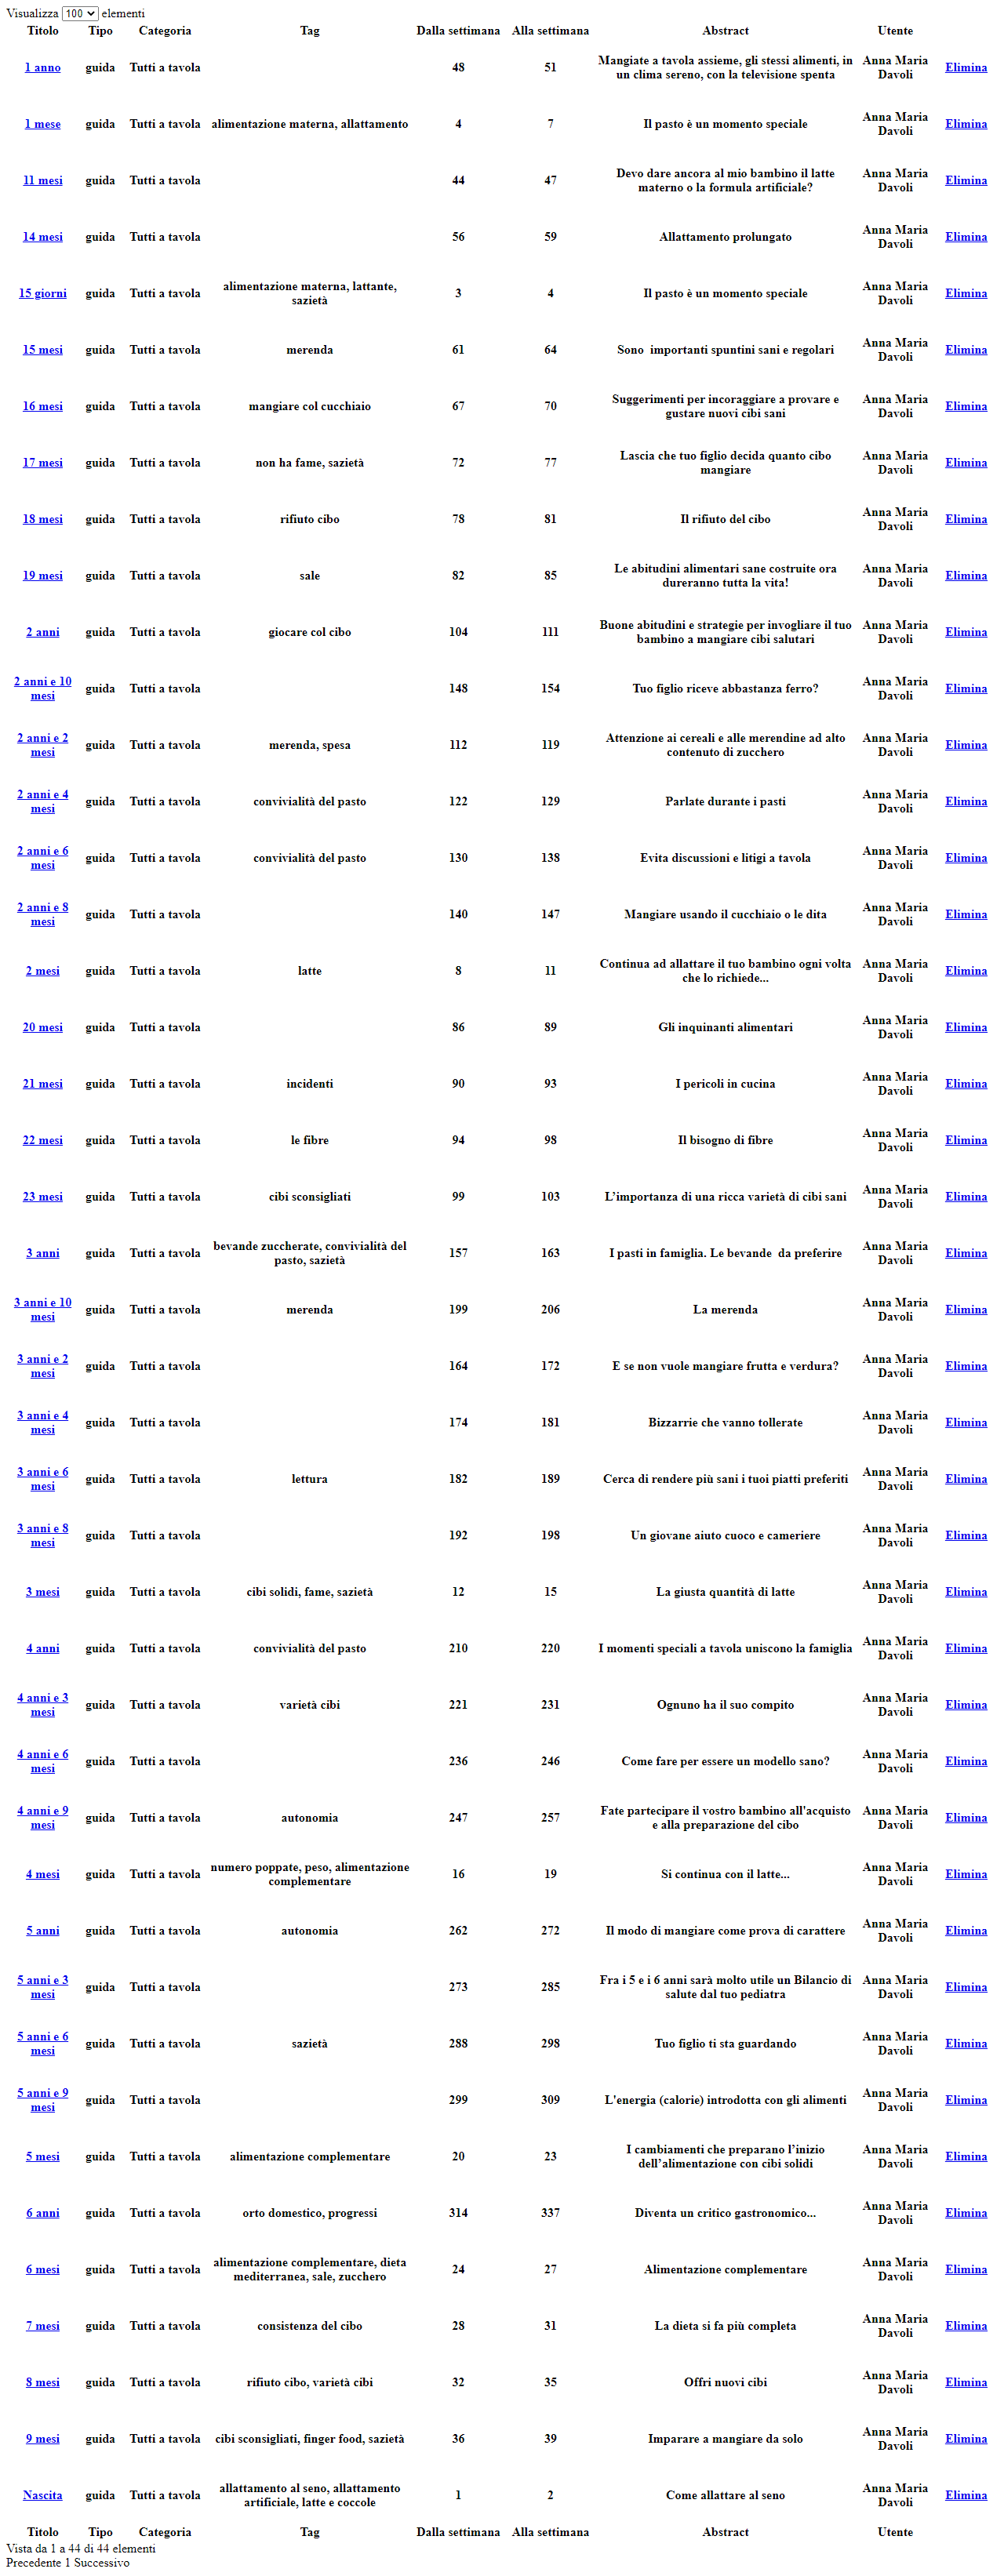 Visualizza 100 elementi
Titolo Tipo Categoria Tag Dalla settimana Alla settimana Abstract Utente
1 anno guida Tutti a tavola 48 51 Mangiate a tavola assieme, gli stessi alimenti, in un clima sereno, con la televisione spenta Anna Maria Davoli Elimina
1 mese guida Tutti a tavola alimentazione materna, allattamento 4 7 Il pasto è un momento speciale Anna Maria Davoli Elimina
11 mesi guida Tutti a tavola 44 47 Devo dare ancora al mio bambino il latte materno o la formula artificiale? Anna Maria Davoli Elimina
14 mesi guida Tutti a tavola 56 59 Allattamento prolungato Anna Maria Davoli Elimina
15 giorni guida Tutti a tavola alimentazione materna, lattante, sazietà 3 4 Il pasto è un momento speciale Anna Maria Davoli Elimina
15 mesi guida Tutti a tavola merenda 61 64 Sono  importanti spuntini sani e regolari Anna Maria Davoli Elimina
16 mesi guida Tutti a tavola mangiare col cucchiaio 67 70 Suggerimenti per incoraggiare a provare e gustare nuovi cibi sani Anna Maria Davoli Elimina
17 mesi guida Tutti a tavola non ha fame, sazietà 72 77 Lascia che tuo figlio decida quanto cibo mangiare Anna Maria Davoli Elimina
18 mesi guida Tutti a tavola rifiuto cibo 78 81 Il rifiuto del cibo Anna Maria Davoli Elimina
19 mesi guida Tutti a tavola sale 82 85 Le abitudini alimentari sane costruite ora dureranno tutta la vita! Anna Maria Davoli Elimina
2 anni guida Tutti a tavola giocare col cibo 104 111 Buone abitudini e strategie per invogliare il tuo bambino a mangiare cibi salutari Anna Maria Davoli Elimina
2 anni e 10 mesi guida Tutti a tavola 148 154 Tuo figlio riceve abbastanza ferro? Anna Maria Davoli Elimina
2 anni e 2 mesi guida Tutti a tavola merenda, spesa 112 119 Attenzione ai cereali e alle merendine ad alto contenuto di zucchero Anna Maria Davoli Elimina
2 anni e 4 mesi guida Tutti a tavola convivialità del pasto 122 129 Parlate durante i pasti Anna Maria Davoli Elimina
2 anni e 6 mesi guida Tutti a tavola convivialità del pasto 130 138 Evita discussioni e litigi a tavola Anna Maria Davoli Elimina
2 anni e 8 mesi guida Tutti a tavola 140 147 Mangiare usando il cucchiaio o le dita Anna Maria Davoli Elimina
2 mesi guida Tutti a tavola latte 8 11 Continua ad allattare il tuo bambino ogni volta che lo richiede... Anna Maria Davoli Elimina
20 mesi guida Tutti a tavola 86 89 Gli inquinanti alimentari Anna Maria Davoli Elimina
21 mesi guida Tutti a tavola incidenti 90 93 I pericoli in cucina Anna Maria Davoli Elimina
22 mesi guida Tutti a tavola le fibre 94 98 Il bisogno di fibre Anna Maria Davoli Elimina
23 mesi guida Tutti a tavola cibi sconsigliati 99 103 L’importanza di una ricca varietà di cibi sani Anna Maria Davoli Elimina
3 anni guida Tutti a tavola bevande zuccherate, convivialità del pasto, sazietà 157 163 I pasti in famiglia. Le bevande  da preferire Anna Maria Davoli Elimina
3 anni e 10 mesi guida Tutti a tavola merenda 199 206 La merenda Anna Maria Davoli Elimina
3 anni e 2 mesi guida Tutti a tavola 164 172 E se non vuole mangiare frutta e verdura? Anna Maria Davoli Elimina
3 anni e 4 mesi guida Tutti a tavola 174 181 Bizzarrie che vanno tollerate Anna Maria Davoli Elimina
3 anni e 6 mesi guida Tutti a tavola lettura 182 189 Cerca di rendere più sani i tuoi piatti preferiti Anna Maria Davoli Elimina
3 anni e 8 mesi guida Tutti a tavola 192 198 Un giovane aiuto cuoco e cameriere Anna Maria Davoli Elimina
3 mesi guida Tutti a tavola cibi solidi, fame, sazietà 12 15 La giusta quantità di latte Anna Maria Davoli Elimina
4 anni guida Tutti a tavola convivialità del pasto 210 220 I momenti speciali a tavola uniscono la famiglia Anna Maria Davoli Elimina
4 anni e 3 mesi guida Tutti a tavola varietà cibi 221 231 Ognuno ha il suo compito Anna Maria Davoli Elimina
4 anni e 6 mesi guida Tutti a tavola 236 246 Come fare per essere un modello sano? Anna Maria Davoli Elimina
4 anni e 9 mesi guida Tutti a tavola autonomia 247 257 Fate partecipare il vostro bambino all'acquisto e alla preparazione del cibo Anna Maria Davoli Elimina
4 mesi guida Tutti a tavola numero poppate, peso, alimentazione complementare 16 19 Si continua con il latte... Anna Maria Davoli Elimina
5 anni guida Tutti a tavola autonomia 262 272 Il modo di mangiare come prova di carattere Anna Maria Davoli Elimina
5 anni e 3 mesi guida Tutti a tavola 273 285 Fra i 5 e i 6 anni sarà molto utile un Bilancio di salute dal tuo pediatra Anna Maria Davoli Elimina
5 anni e 6 mesi guida Tutti a tavola sazietà 288 298 Tuo figlio ti sta guardando Anna Maria Davoli Elimina
5 anni e 9 mesi guida Tutti a tavola 299 309 L'energia (calorie) introdotta con gli alimenti Anna Maria Davoli Elimina
5 mesi guida Tutti a tavola alimentazione complementare 20 23 I cambiamenti che preparano l’inizio dell’alimentazione con cibi solidi Anna Maria Davoli Elimina
6 anni guida Tutti a tavola orto domestico, progressi 314 337 Diventa un critico gastronomico... Anna Maria Davoli Elimina
6 mesi guida Tutti a tavola alimentazione complementare, dieta mediterranea, sale, zucchero 24 27 Alimentazione complementare Anna Maria Davoli Elimina
7 mesi guida Tutti a tavola consistenza del cibo 28 31 La dieta si fa più completa Anna Maria Davoli Elimina
8 mesi guida Tutti a tavola rifiuto cibo, varietà cibi 32 35 Offri nuovi cibi Anna Maria Davoli Elimina
9 mesi guida Tutti a tavola cibi sconsigliati, finger food, sazietà 36 39 Imparare a mangiare da solo Anna Maria Davoli Elimina
Nascita guida Tutti a tavola allattamento al seno, allattamento artificiale, latte e coccole 1 2 Come allattare al seno Anna Maria Davoli Elimina
Titolo Tipo Categoria Tag Dalla settimana Alla settimana Abstract Utente
Vista da 1 a 44 di 44 elementi
Precedente 1 Successivo